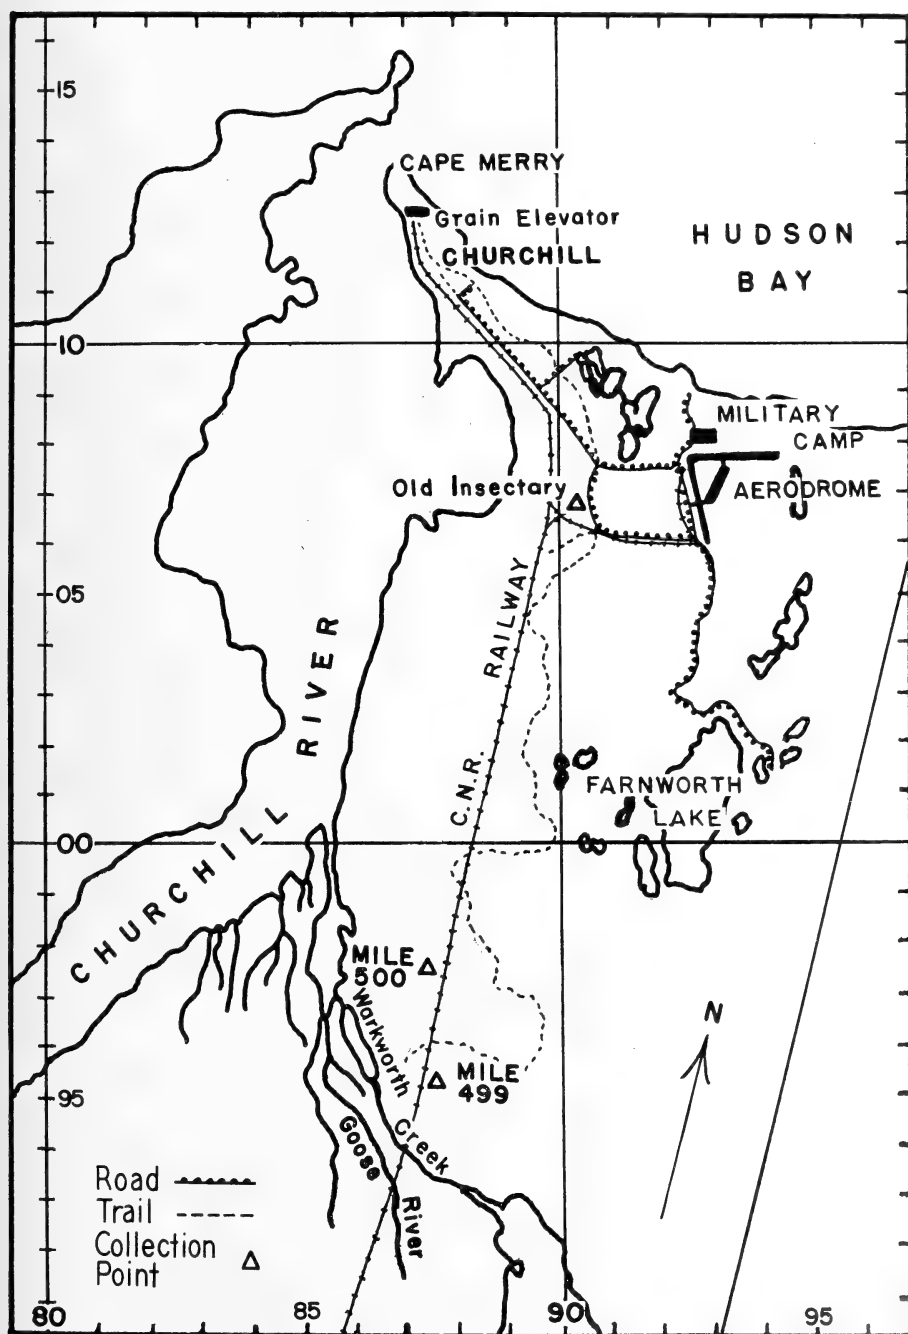 15
CAPE MERRY
Grain Elevator
CHURCHILL
HUDSON
BAY
10
MILITARY
CAMP
Old Insectary
AERODROME
05
RAILWAY
C.N.R.
CHURCHILL RIVER
FARNWORTH
LAKE
00
MILE
500
Warkworth
Creek
N
MILE
499
95
Goose
River
Road
Trail
Collection
Point
80
85
90
95